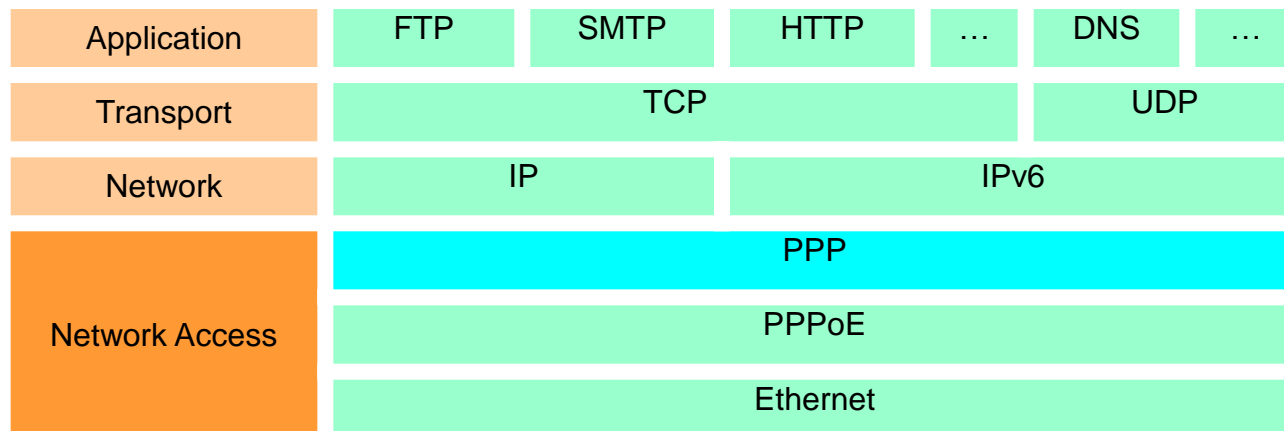 Application FTP SMTP HTTP … DNS …
Transport TCP UDP
Network IP IPv6
PPP
Network Access PPPoE
Ethernet